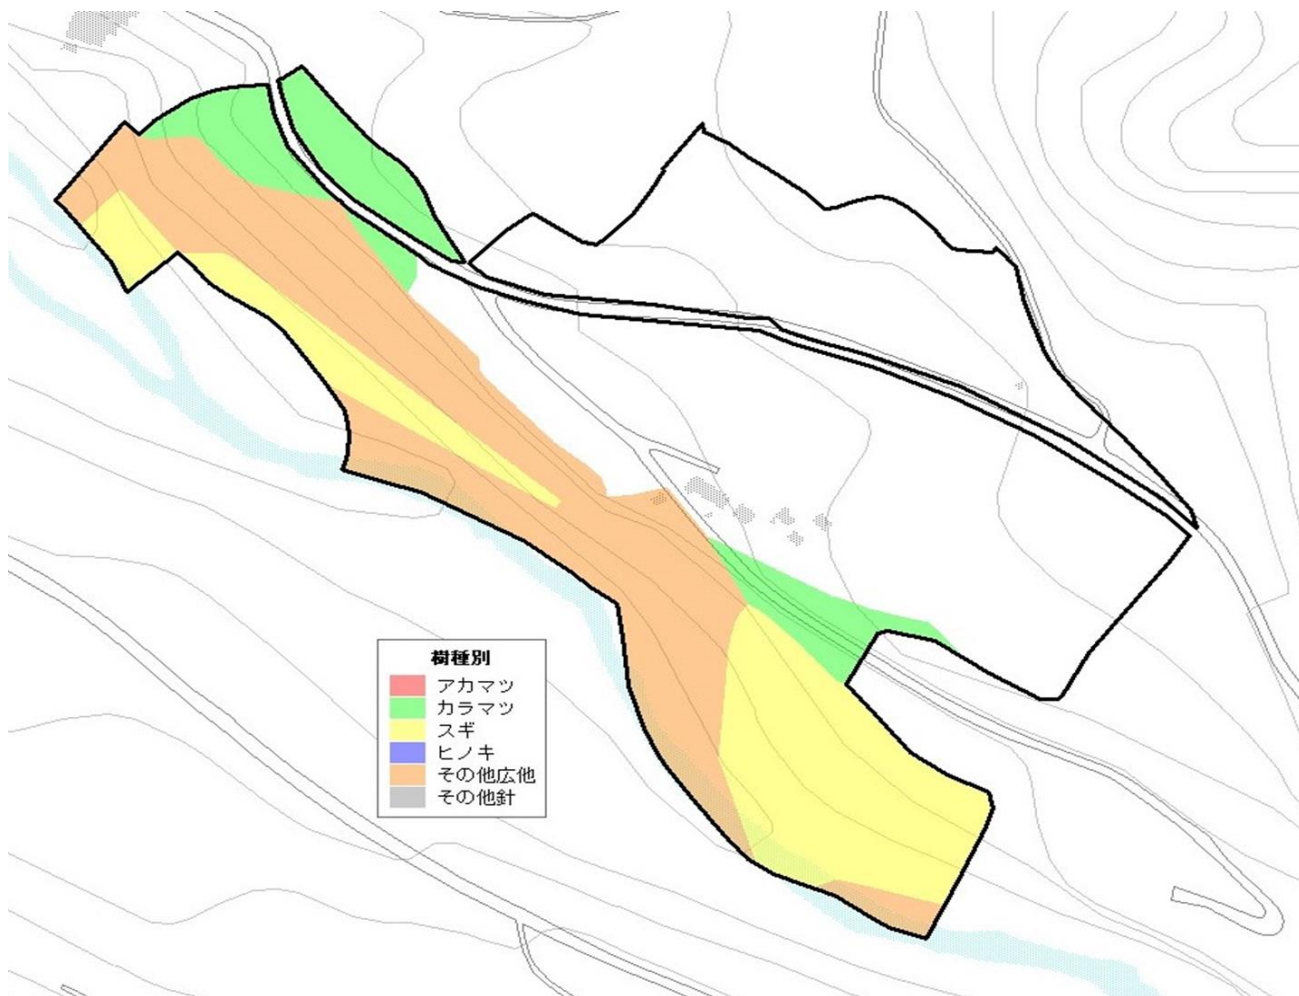 樹種別
アカマツ
カラマツ
スギ
ヒノキ
その他広他
その他針